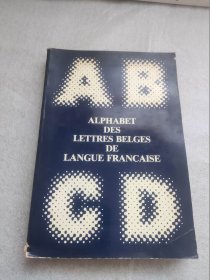 AB
ALPHABET
DES
LETTRES BELGES
DE
LANGUE FRANCAISE
CD